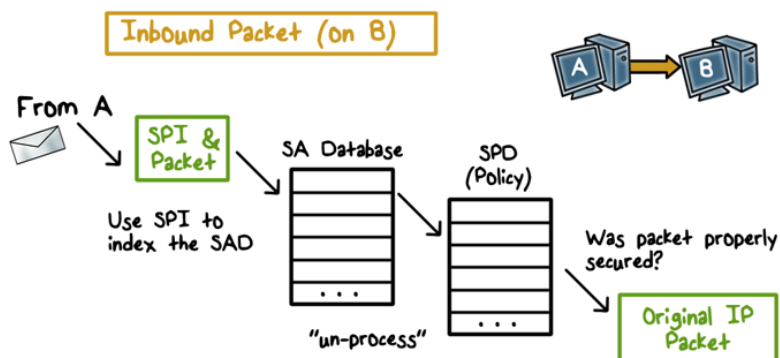 Inbound Packet (on B)
A
B
From A
SPI &
Packet
SA Database
SPD
(Policy)
Use SPI to
index the SAD
Was packet properly
secured?
...
...
"un-process"
Original IP
Packet